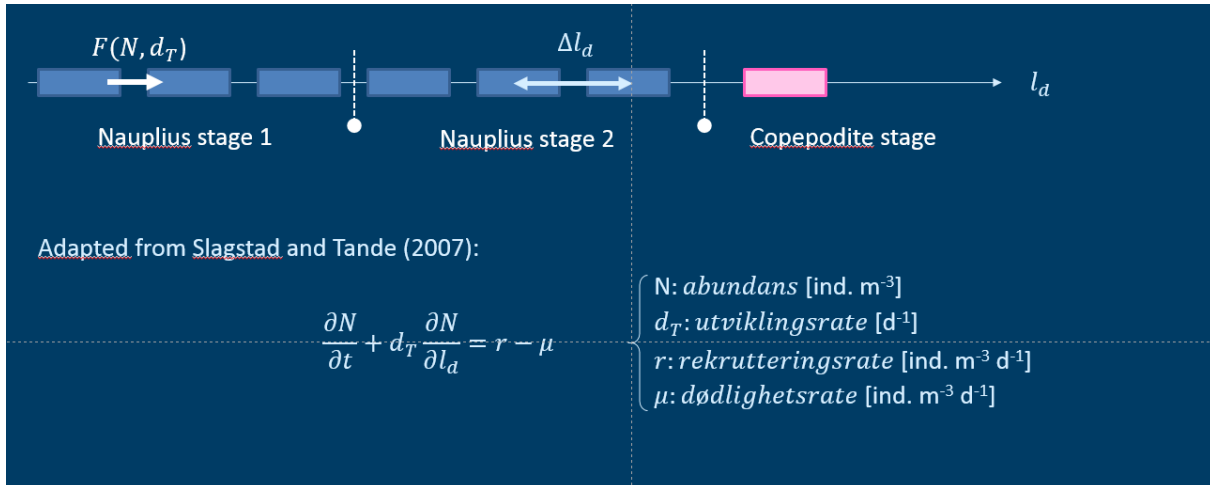 F(N, d_T)
Δl_d
l_d
Nauplius stage 1
Nauplius stage 2
Copepodite stage
Adapted from Slagstad and Tande (2007):
∂N/∂t + d_T ∂N/∂l_d = r − μ
N: abundans [ind. m⁻³]
d_T: utviklingsrate [d⁻¹]
r: rekrutteringsrate [ind. m⁻³ d⁻¹]
μ: dødlighetsrate [ind. m⁻³ d⁻¹]